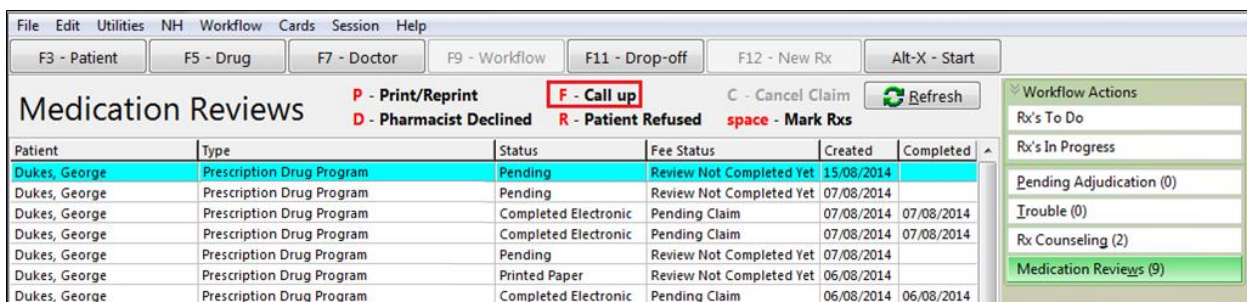 File Edit Utilities NH Workflow Cards Session Help
F3 - Patient F5 - Drug F7 - Doctor F9 - Workflow F11 - Drop-off F12 - New Rx Alt-X - Start
Medication Reviews
P - Print/Reprint F - Call up C - Cancel Claim Refresh
D - Pharmacist Declined R - Patient Refused space - Mark Rxs
Patient Type Status Fee Status Created Completed
Dukes, George Prescription Drug Program Pending Review Not Completed Yet 15/08/2014
Dukes, George Prescription Drug Program Pending Review Not Completed Yet 07/08/2014
Dukes, George Prescription Drug Program Completed Electronic Pending Claim 07/08/2014 07/08/2014
Dukes, George Prescription Drug Program Completed Electronic Pending Claim 07/08/2014 07/08/2014
Dukes, George Prescription Drug Program Pending Review Not Completed Yet 07/08/2014
Dukes, George Prescription Drug Program Printed Paper Review Not Completed Yet 06/08/2014
Dukes, George Prescription Drug Program Completed Electronic Pending Claim 06/08/2014 06/08/2014
Workflow Actions
Rx's To Do
Rx's In Progress
Pending Adjudication (0)
Trouble (0)
Rx Counseling (2)
Medication Reviews (9)